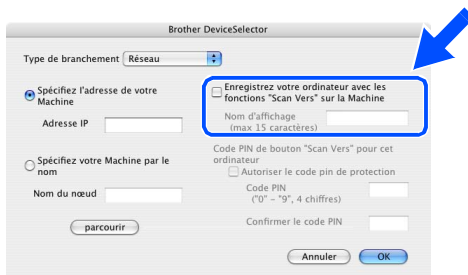 Brother DeviceSelector
Type de branchement Réseau
Spécifiez l'adresse de votre
Machine
Adresse IP
Spécifiez votre Machine par le
nom
Nom du nœud
parcourir
Enregistrez votre ordinateur avec les
fonctions "Scan Vers" sur la Machine
Nom d'affichage
(max 15 caractères)
Code PIN de bouton "Scan Vers" pour cet
ordinateur
Autoriser le code pin de protection
Code PIN
("0" – "9", 4 chiffres)
Confirmer le code PIN
Annuler
OK